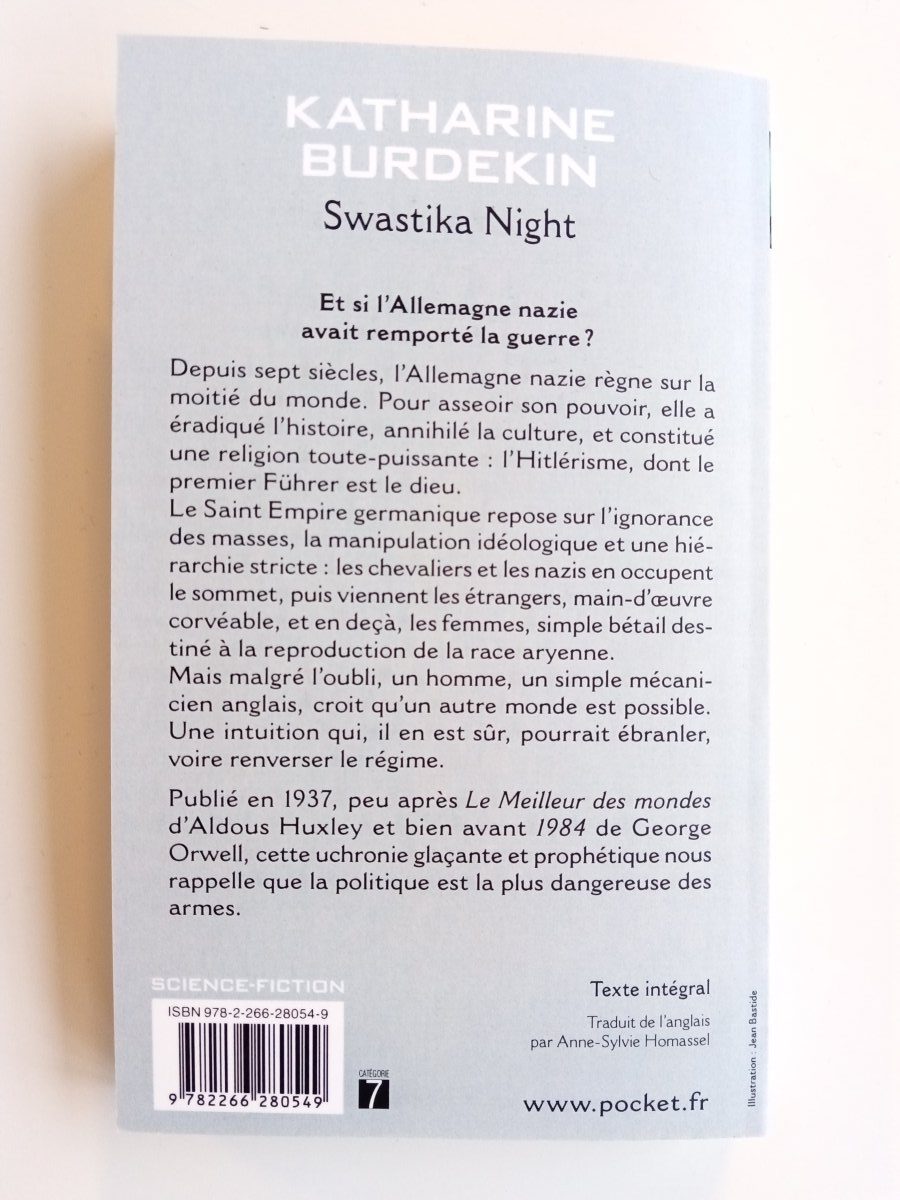 KATHARINE
BURDEKIN
Swastika Night
Et si l'Allemagne nazie
avait remporté la guerre ?
Depuis sept siècles, l'Allemagne nazie règne sur la
moitié du monde. Pour asseoir son pouvoir, elle a
éradiqué l'histoire, annihilé la culture, et constitué
une religion toute-puissante : l'Hitlérisme, dont le
premier Führer est le dieu.
Le Saint Empire germanique repose sur l'ignorance
des masses, la manipulation idéologique et une hié-
rarchie stricte : les chevaliers et les nazis en occupent
le sommet, puis viennent les étrangers, main-d'œuvre
corvéable, et en deçà, les femmes, simple bétail des-
tiné à la reproduction de la race aryenne.
Mais malgré l'oubli, un homme, un simple mécani-
cien anglais, croit qu'un autre monde est possible.
Une intuition qui, il en est sûr, pourrait ébranler,
voire renverser le régime.
Publié en 1937, peu après Le Meilleur des mondes
d'Aldous Huxley et bien avant 1984 de George
Orwell, cette uchronie glaçante et prophétique nous
rappelle que la politique est la plus dangereuse des
armes.
SCIENCE-FICTION
ISBN 978-2-266-28054-9
9 782266 280549
CATÉGORIE
7
Texte intégral
Traduit de l'anglais
par Anne-Sylvie Homassel
www.pocket.fr
Illustration : Jean Bastide